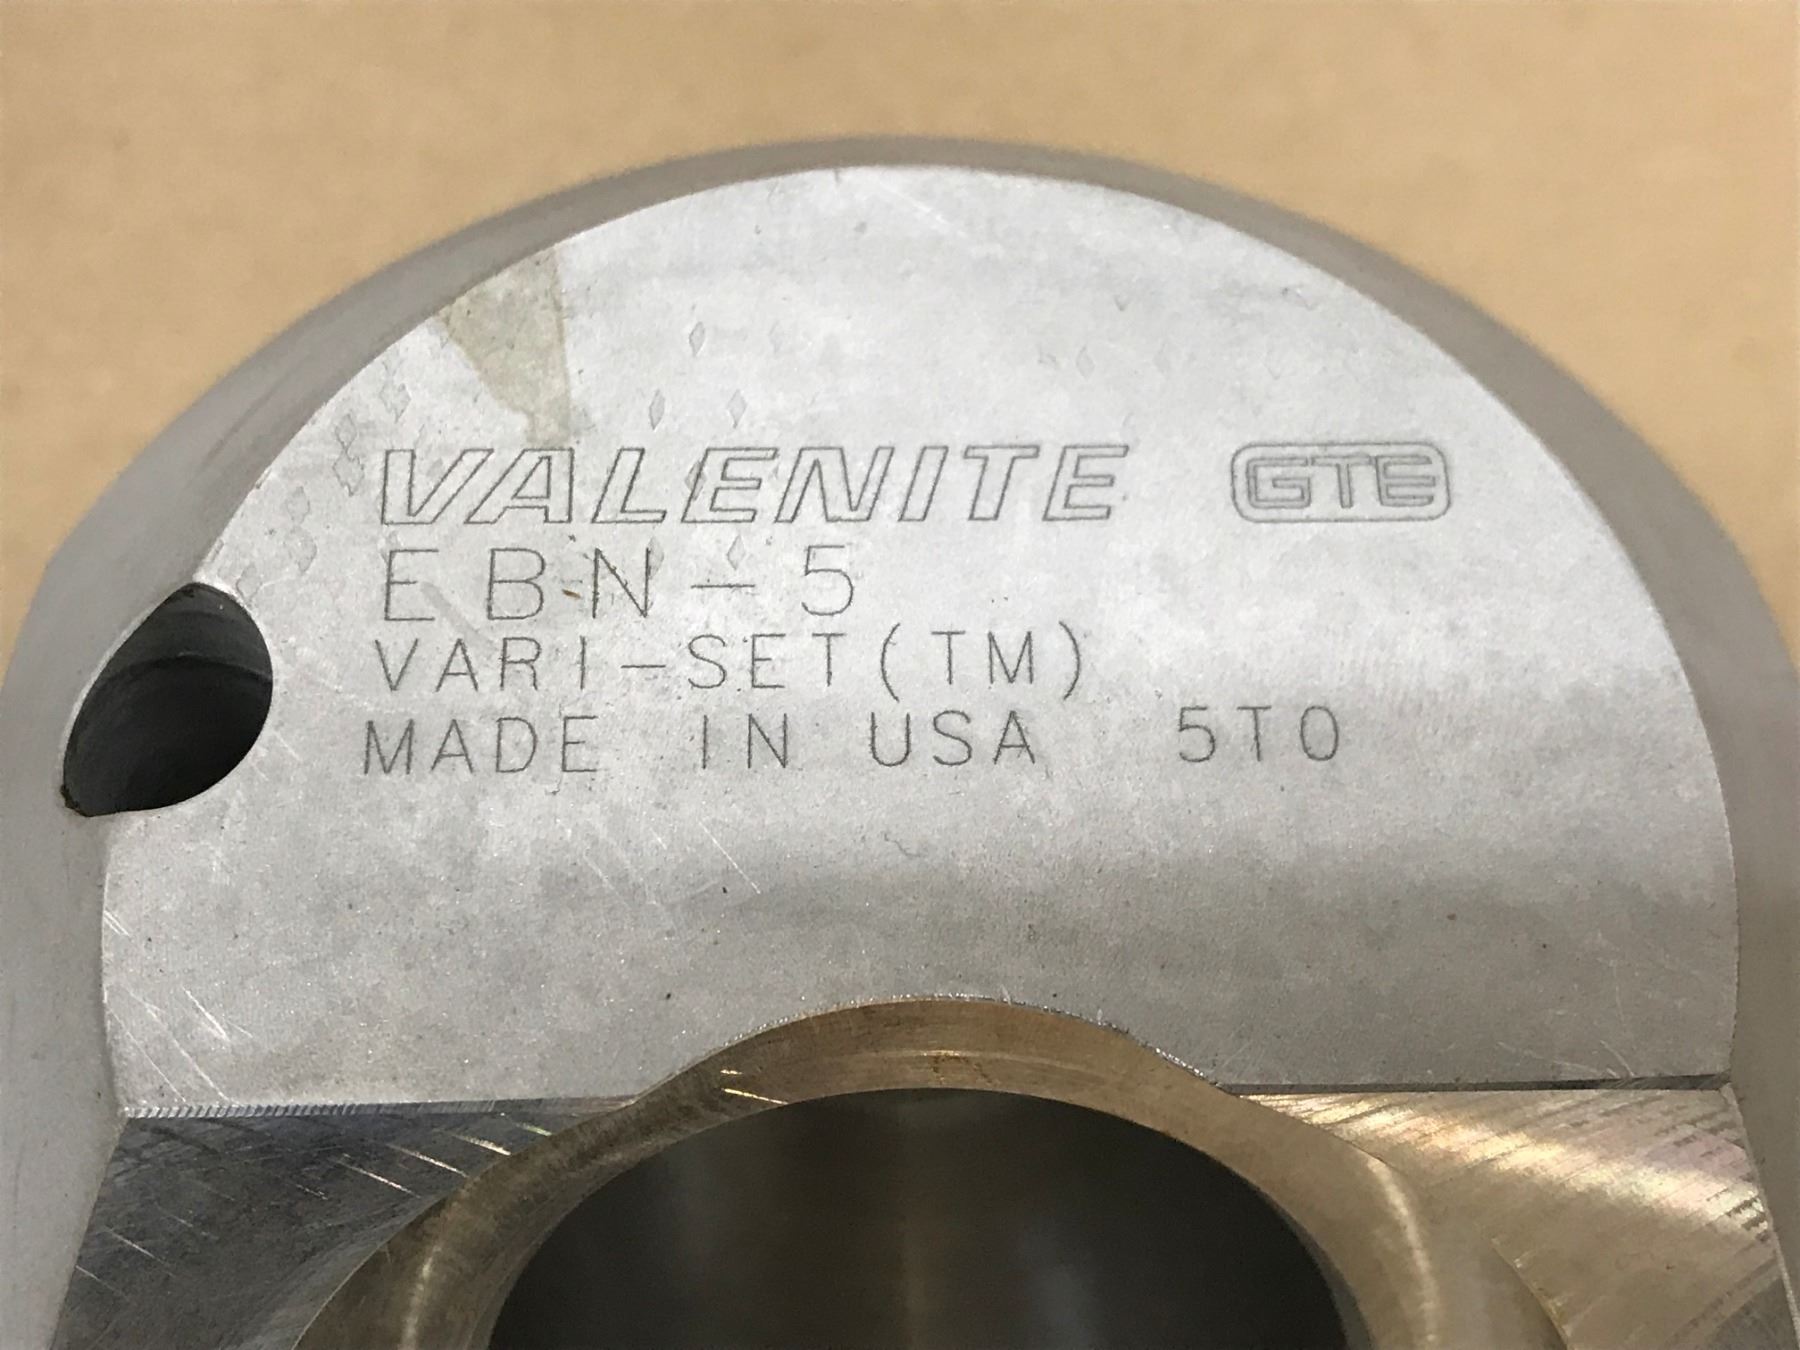 VALENITE GTE
EBN-5
VARI-SET(TM)
MADE IN USA 5T0